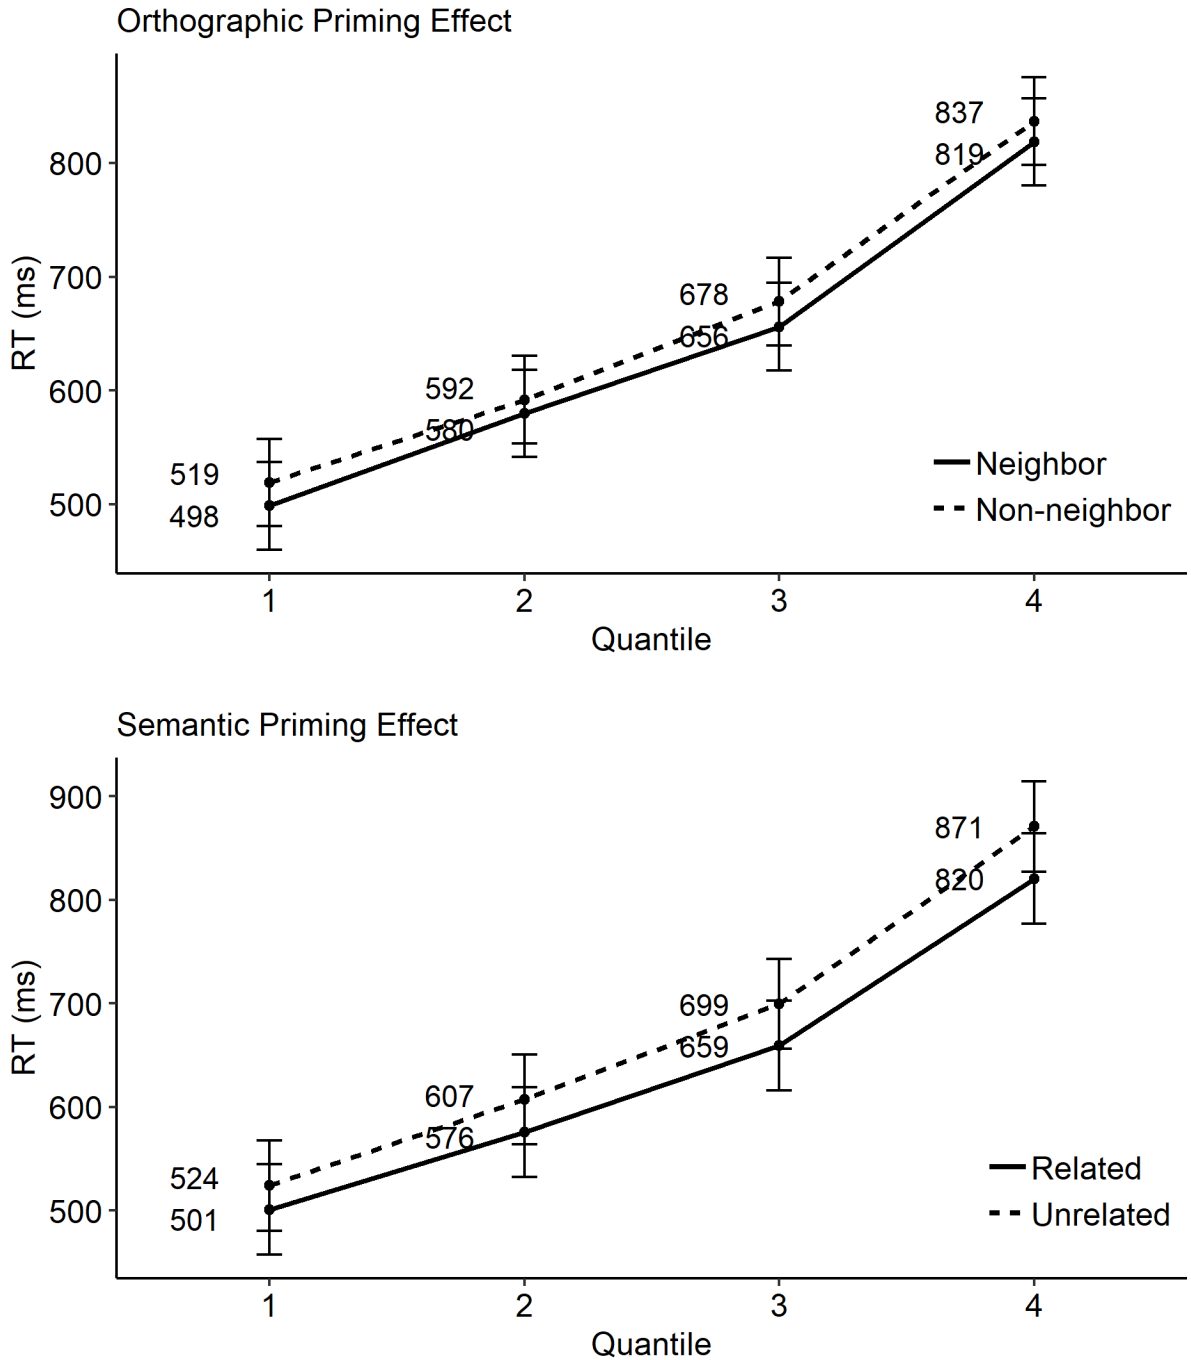 Orthographic Priming Effect
837
800
819
700
678
RT (ms)
656
600
592
580
Neighbor
519
500
498
Non-neighbor
1 2 3 4
Quantile
Semantic Priming Effect
900
871
800
820
700
699
RT (ms)
659
600
607
576
Related
524
500
501
Unrelated
1 2 3 4
Quantile